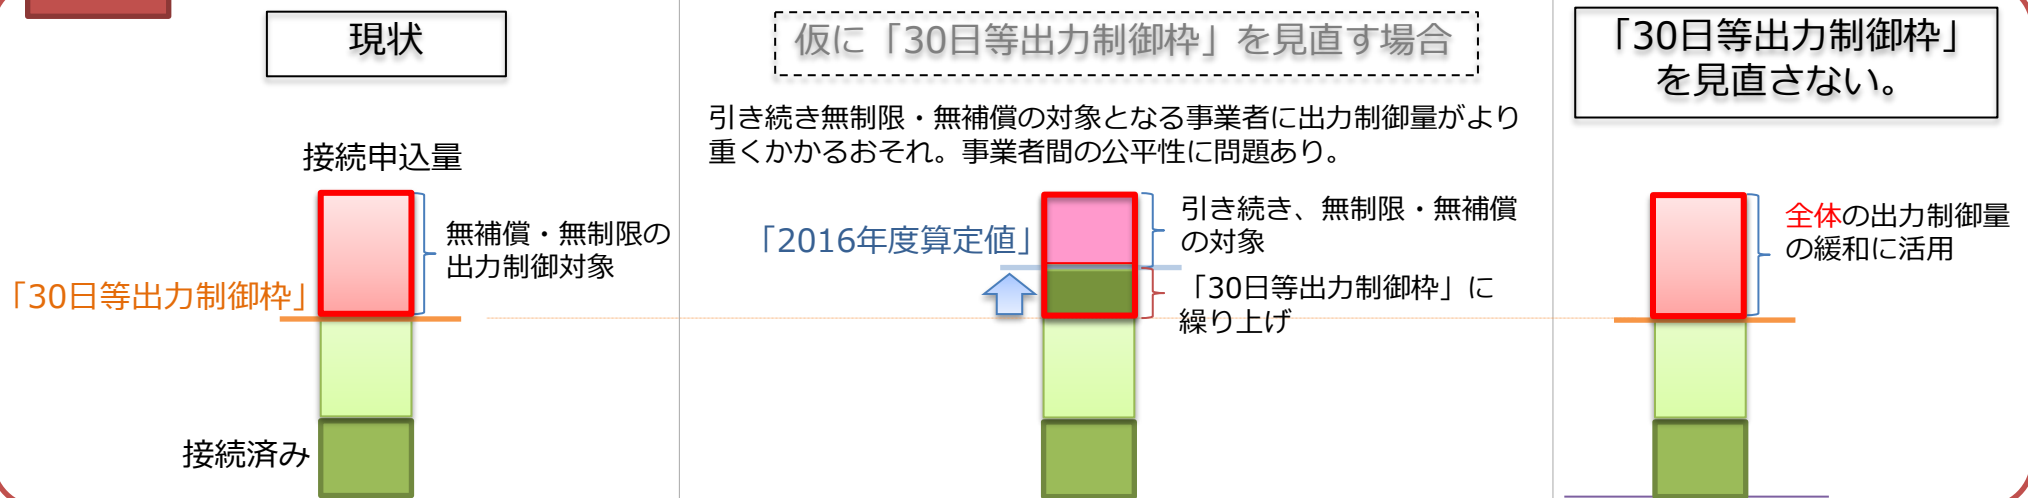 現状
接続申込量
無補償・無制限の
出力制御対象
「30日等出力制御枠」
接続済み
仮に「30日等出力制御枠」を見直す場合
引き続き無制限・無補償の対象となる事業者に出力制御量がより
重くかかるおそれ。事業者間の公平性に問題あり。
「2016年度算定値」
引き続き、無制限・無補償
の対象
「30日等出力制御枠」に
繰り上げ
「30日等出力制御枠」
を見直さない。
全体の出力制御量
の緩和に活用